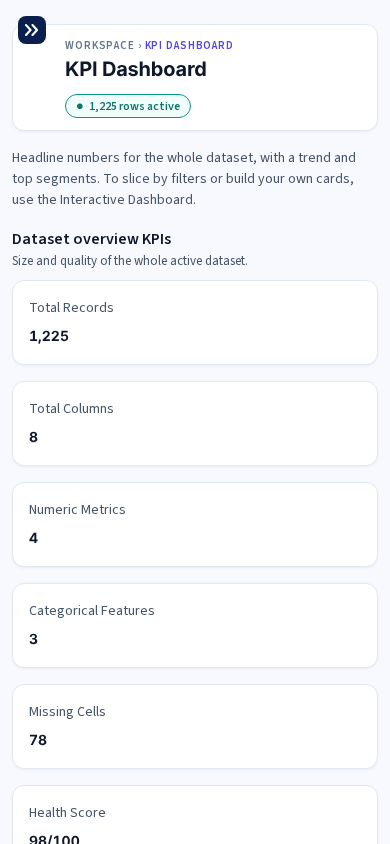 WORKSPACE › KPI DASHBOARD
KPI Dashboard
1,225 rows active
Headline numbers for the whole dataset, with a trend and
top segments. To slice by filters or build your own cards,
use the Interactive Dashboard.
Dataset overview KPIs
Size and quality of the whole active dataset.
Total Records
1,225
Total Columns
8
Numeric Metrics
4
Categorical Features
3
Missing Cells
78
Health Score
98/100